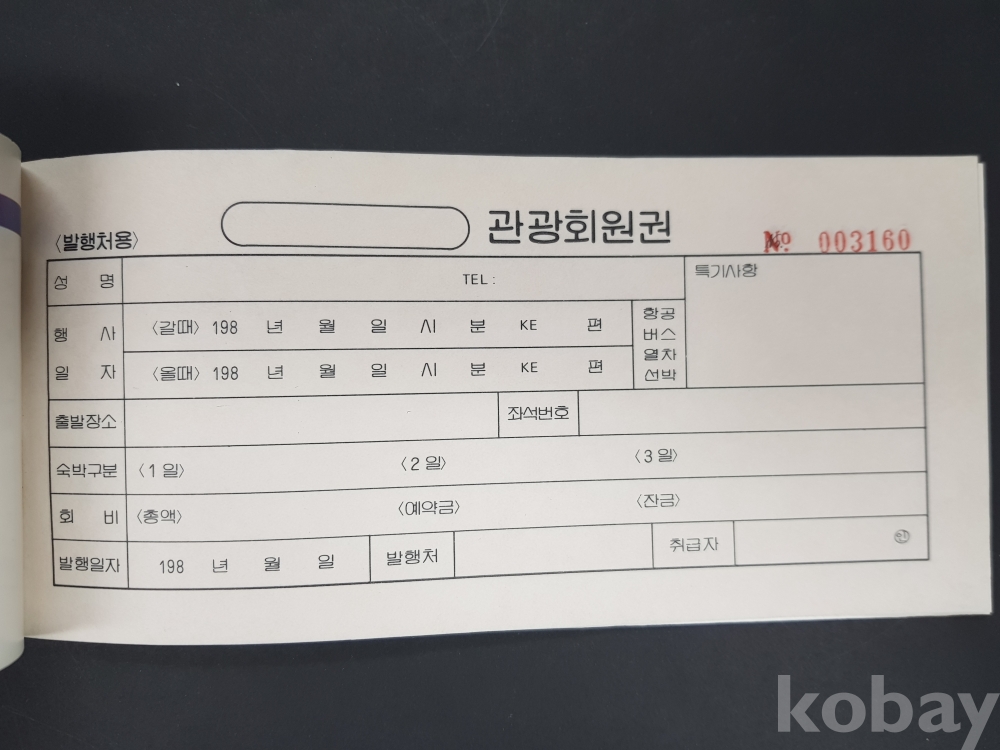 〈발행처용〉 관광회원권 No. 003160
성 명 TEL : 특기사항
행 사 일 자
〈갈때〉 198 년 월 일 시 분 KE 편
〈올때〉 198 년 월 일 시 분 KE 편
항공
버스
열차
선박
출발장소 좌석번호
숙박구분 〈1일〉 〈2일〉 〈3일〉
회 비 〈총액〉 〈예약금〉 〈잔금〉
발행일자 198 년 월 일 발행처 취급자 ㊞
kobay